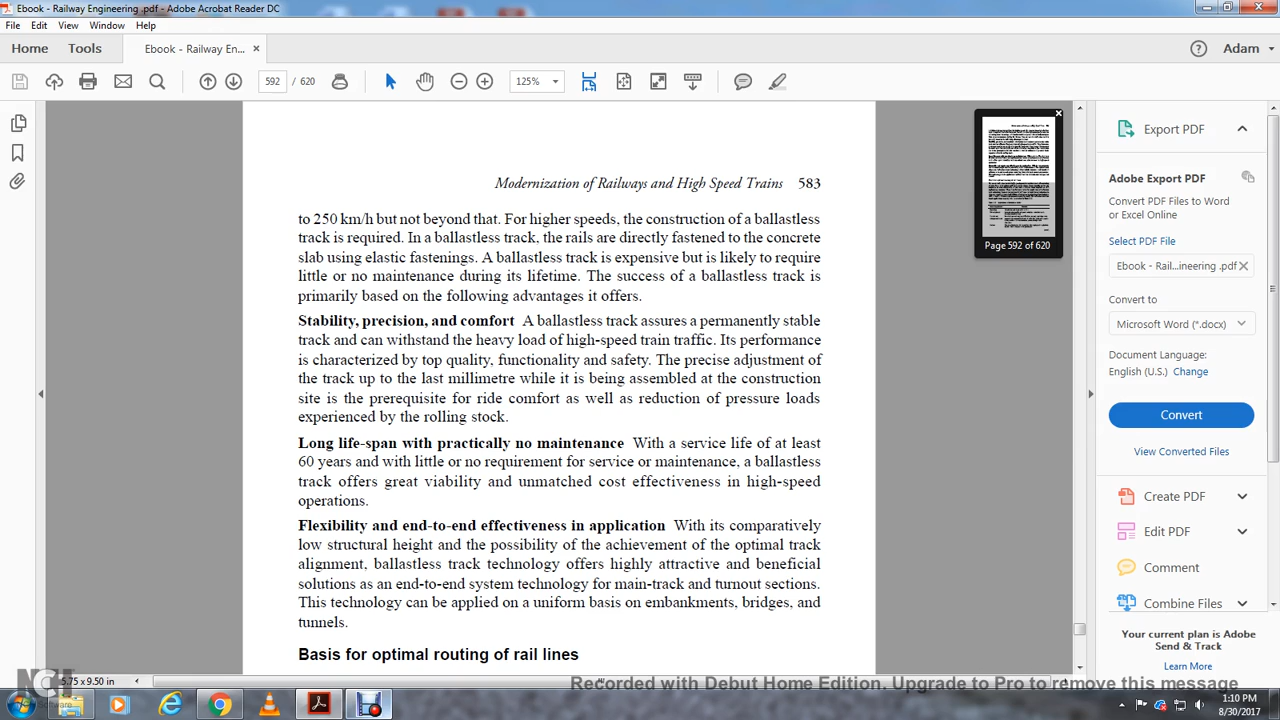 Ebook - Railway Engineering .pdf - Adobe Acrobat Reader DC
File Edit View Window Help
Home Tools Ebook - Railway En... × Adam
592 / 620 125%
Modernization of Railways and High Speed Trains 583
to 250 km/h but not beyond that. For higher speeds, the construction of a ballastless
track is required. In a ballastless track, the rails are directly fastened to the concrete
slab using elastic fastenings. A ballastless track is expensive but is likely to require
little or no maintenance during its lifetime. The success of a ballastless track is
primarily based on the following advantages it offers.
Stability, precision, and comfort A ballastless track assures a permanently stable
track and can withstand the heavy load of high-speed train traffic. Its performance
is characterized by top quality, functionality and safety. The precise adjustment of
the track up to the last millimetre while it is being assembled at the construction
site is the prerequisite for ride comfort as well as reduction of pressure loads
experienced by the rolling stock.
Long life-span with practically no maintenance With a service life of at least
60 years and with little or no requirement for service or maintenance, a ballastless
track offers great viability and unmatched cost effectiveness in high-speed
operations.
Flexibility and end-to-end effectiveness in application With its comparatively
low structural height and the possibility of the achievement of the optimal track
alignment, ballastless track technology offers highly attractive and beneficial
solutions as an end-to-end system technology for main-track and turnout sections.
This technology can be applied on a uniform basis on embankments, bridges, and
tunnels.
Basis for optimal routing of rail lines
5.75 x 9.50 in
Page 592 of 620
Export PDF
Adobe Export PDF
Convert PDF Files to Word
or Excel Online
Select PDF File
Ebook - Rail...ineering .pdf
Convert to
Microsoft Word (*.docx)
Document Language:
English (U.S.) Change
Convert
View Converted Files
Create PDF
Edit PDF
Comment
Combine Files
Your current plan is Adobe
Send & Track
Learn More
NCH
Software
Recorded with Debut Home Edition. Upgrade to Pro to remove this message
1:10 PM
8/30/2017